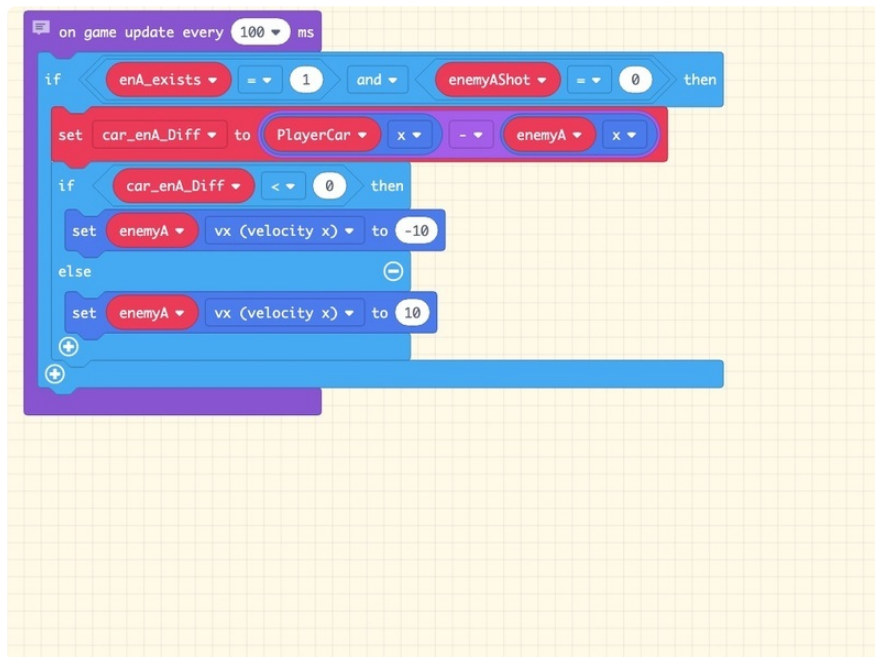 on game update every 100 ms
if enA_exists = 1 and enemyAShot = 0 then
set car_enA_Diff to PlayerCar x - enemyA x
if car_enA_Diff < 0 then
set enemyA vx (velocity x) to -10
else
set enemyA vx (velocity x) to 10